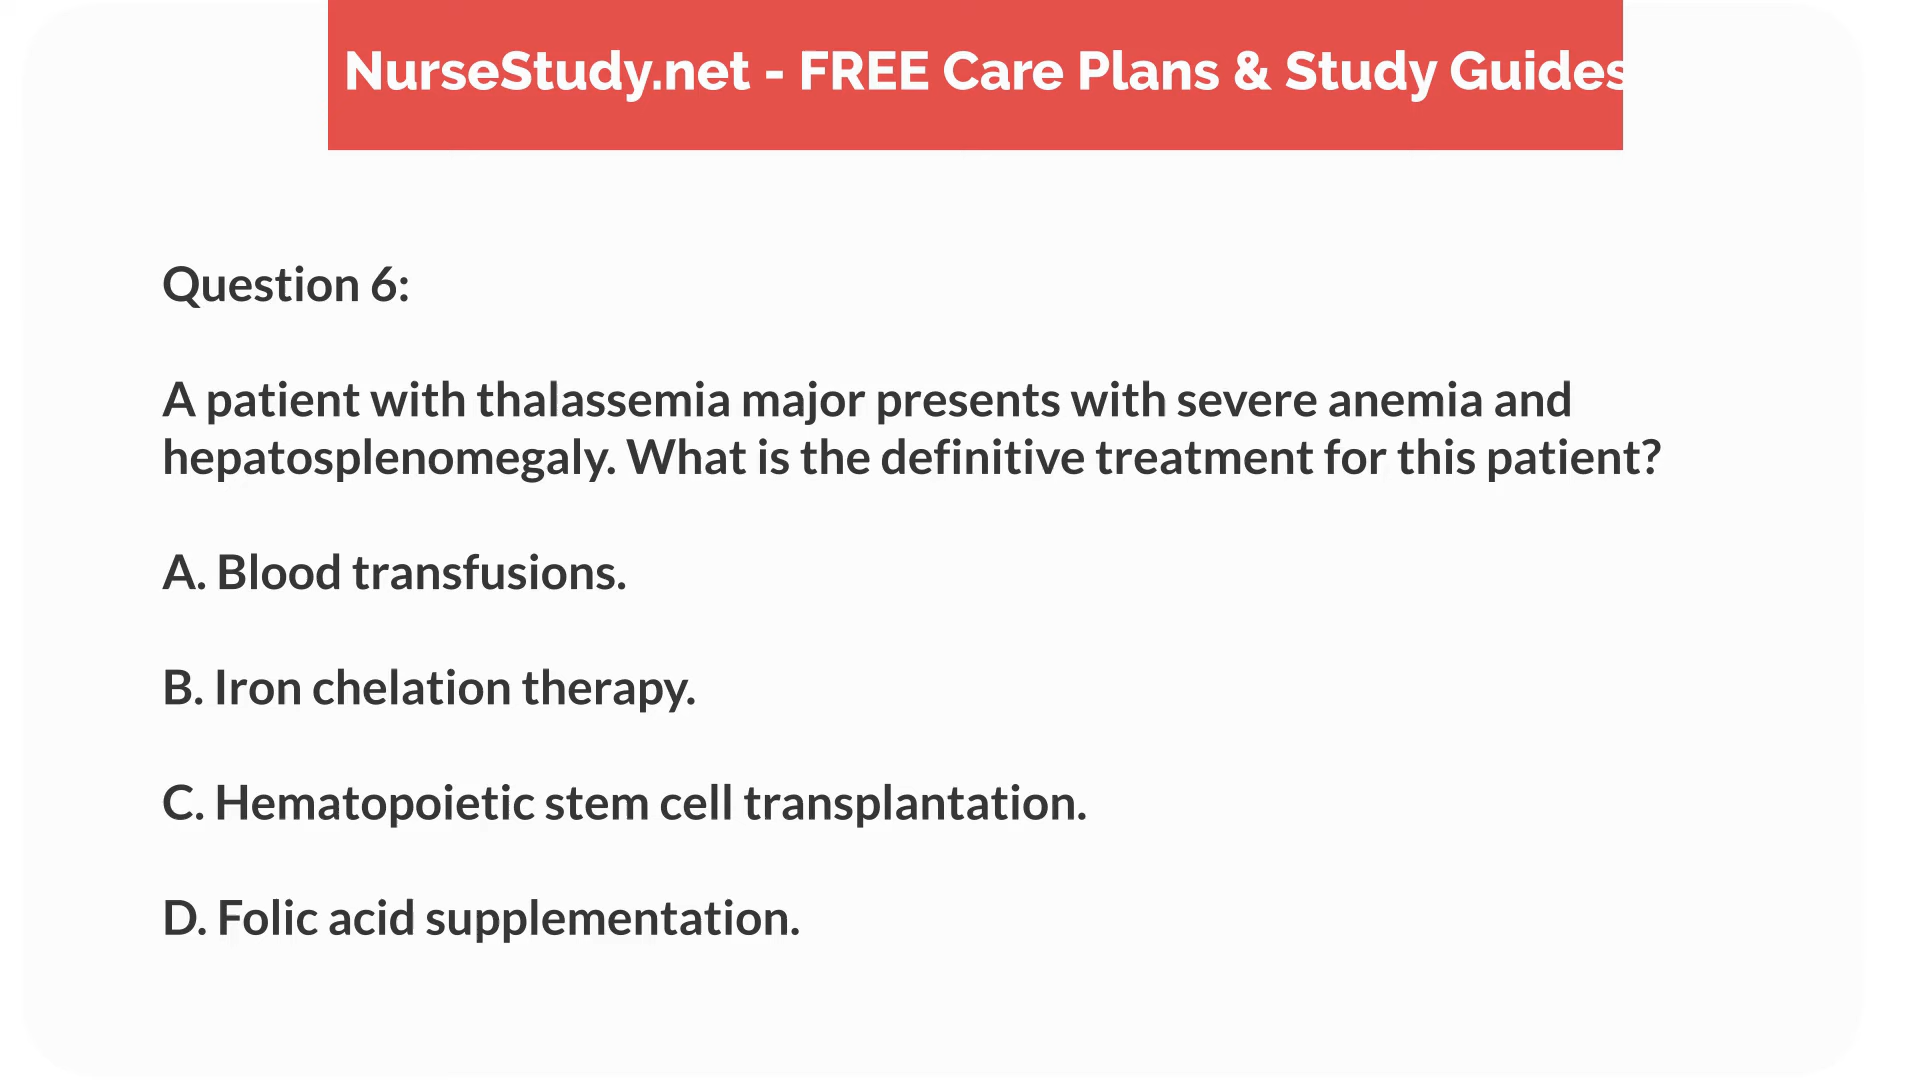 NurseStudy.net - FREE Care Plans & Study Guides
Question 6:
A patient with thalassemia major presents with severe anemia and
hepatosplenomegaly. What is the definitive treatment for this patient?
A. Blood transfusions.
B. Iron chelation therapy.
C. Hematopoietic stem cell transplantation.
D. Folic acid supplementation.